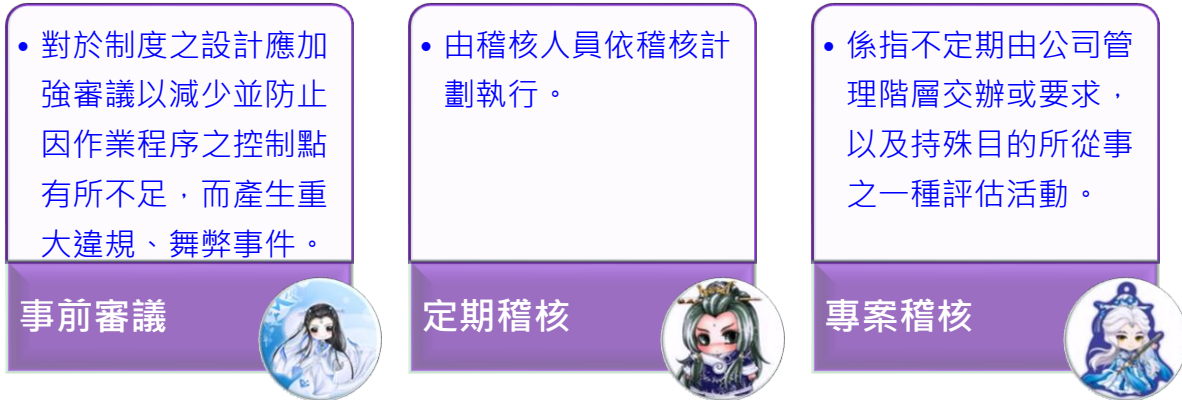 • 對於制度之設計應加
強審議以減少並防止
因作業程序之控制點
有所不足，而產生重
大違規、舞弊事件。
事前審議
• 由稽核人員依稽核計
劃執行。
定期稽核
• 係指不定期由公司管
理階層交辦或要求，
以及持殊目的所從事
之一種評估活動。
專案稽核